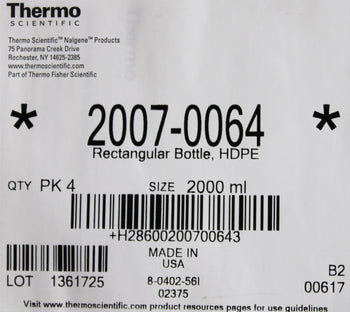 Thermo
SCIENTIFIC
Thermo Scientific™ Nalgene™ Products
75 Panorama Creek Drive
Rochester, NY 14625-2385
www.thermoscientific.com
Part of Thermo Fisher Scientific
* 2007-0064 *
Rectangular Bottle, HDPE
QTY PK 4 SIZE 2000 ml
+H28600200700643
MADE IN
USA
LOT 1361725 8-0402-56I B2
02375 00617
Visit www.thermoscientific.com product resources pages for use guidelines